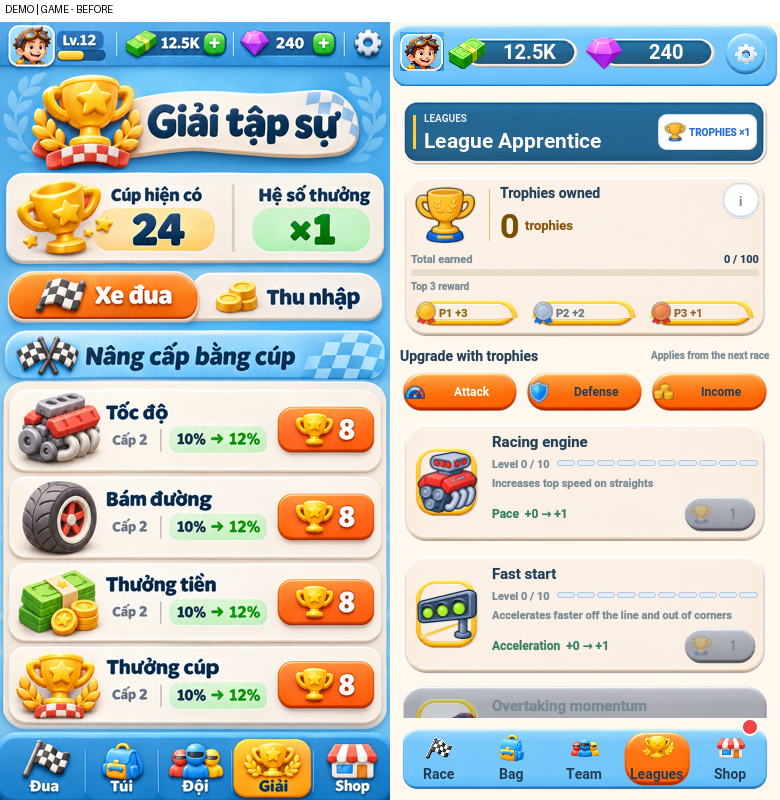 DEMO | GAME - BEFORE
Lv.12
12.5K
240
Giải tập sự
Cúp hiện có
24
Hệ số thưởng
×1
Xe đua
Thu nhập
Nâng cấp bằng cúp
Tốc độ
Cấp 2
10% → 12%
8
Bám đường
Cấp 2
10% → 12%
8
Thưởng tiền
Cấp 2
10% → 12%
8
Thưởng cúp
Cấp 2
10% → 12%
8
Đua
Túi
Đội
Giải
Shop
12.5K
240
LEAGUES
League Apprentice
TROPHIES ×1
Trophies owned
i
0 trophies
Total earned
0 / 100
Top 3 reward
P1 +3
P2 +2
P3 +1
Upgrade with trophies
Applies from the next race
Attack
Defense
Income
Racing engine
Level 0 / 10
Increases top speed on straights
Pace +0 → +1
1
Fast start
Level 0 / 10
Accelerates faster off the line and out of corners
Acceleration +0 → +1
1
Overtaking momentum
Race
Bag
Team
Leagues
Shop